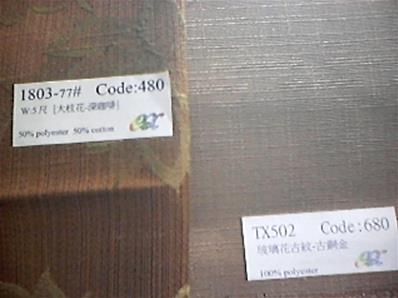 1803-77# Code:480
W:5尺 [大枝花-深咖啡]
50% polyester 50% cotton
TX502 Code:680
玻璃花古紋-古銅金
100% polyester